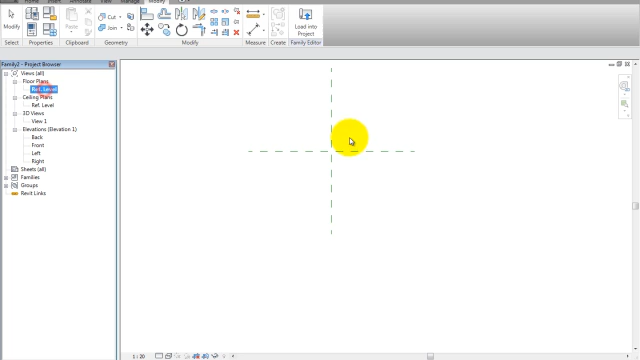 Modify
Cut
Join
Paste
Modify
Load into
Project
Select
Properties
Geometry
Modify
Measure
Create
Family Editor
Family2 - Project Browser
Views (all)
Floor Plans
Ref. Level
Ceiling Plans
Ref. Level
3D Views
View 1
Elevations (Elevation 1)
Back
Front
Left
Right
Sheets (all)
Families
Groups
Revit Links
1 : 20